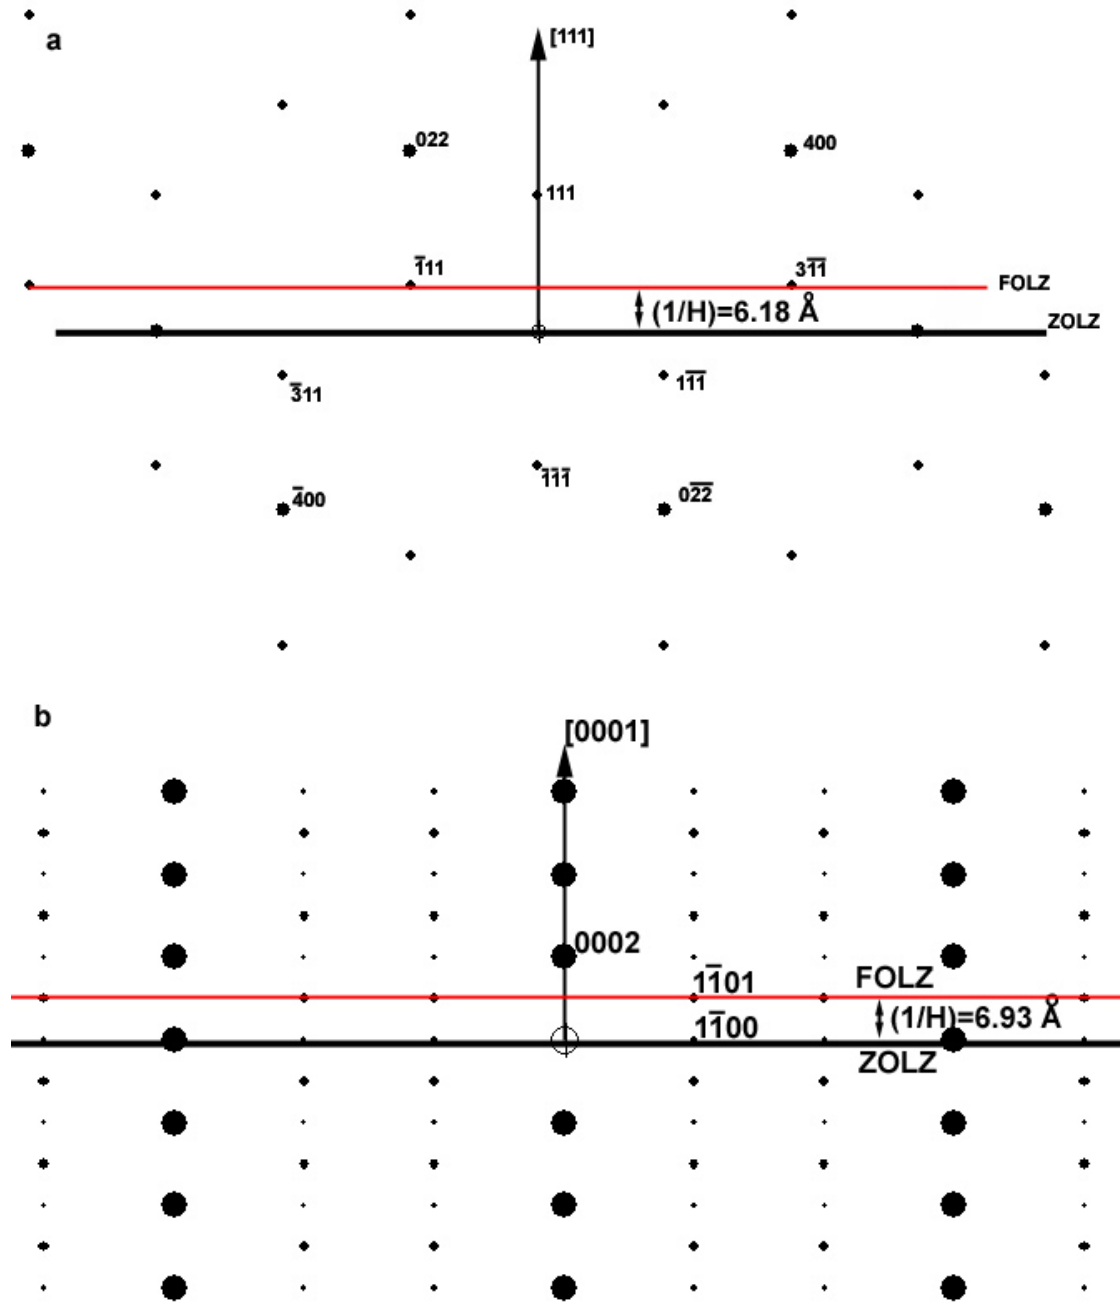 a
[111]
022
400
111
1̅11
31̅1̅
FOLZ
(1/H)=6.18 Å
ZOLZ
3̅11
11̅1̅
1̅1̅1̅
4̅00
02̅2̅
b
[0001]
0002
11̅01
FOLZ
11̅00
(1/H)=6.93 Å
ZOLZ